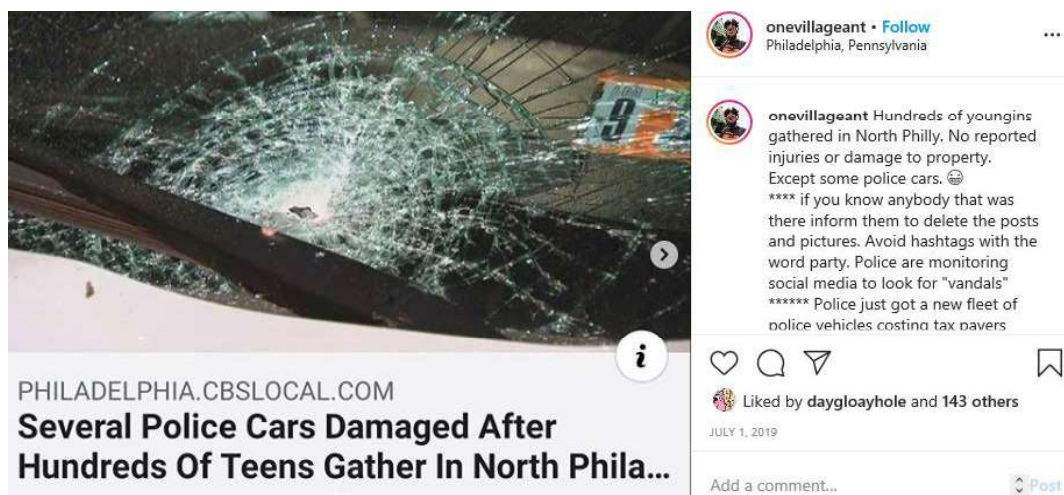 9
PHILADELPHIA.CBSLOCAL.COM
Several Police Cars Damaged After
Hundreds Of Teens Gather In North Phila...
onevillageant • Follow
Philadelphia, Pennsylvania
onevillageant Hundreds of youngins
gathered in North Philly. No reported
injuries or damage to property.
Except some police cars. 😁
**** if you know anybody that was
there inform them to delete the posts
and pictures. Avoid hashtags with the
word party. Police are monitoring
social media to look for "vandals"
****** Police just got a new fleet of
police vehicles costing tax payers
Liked by daygloayhole and 143 others
JULY 1, 2019
Add a comment...
Post